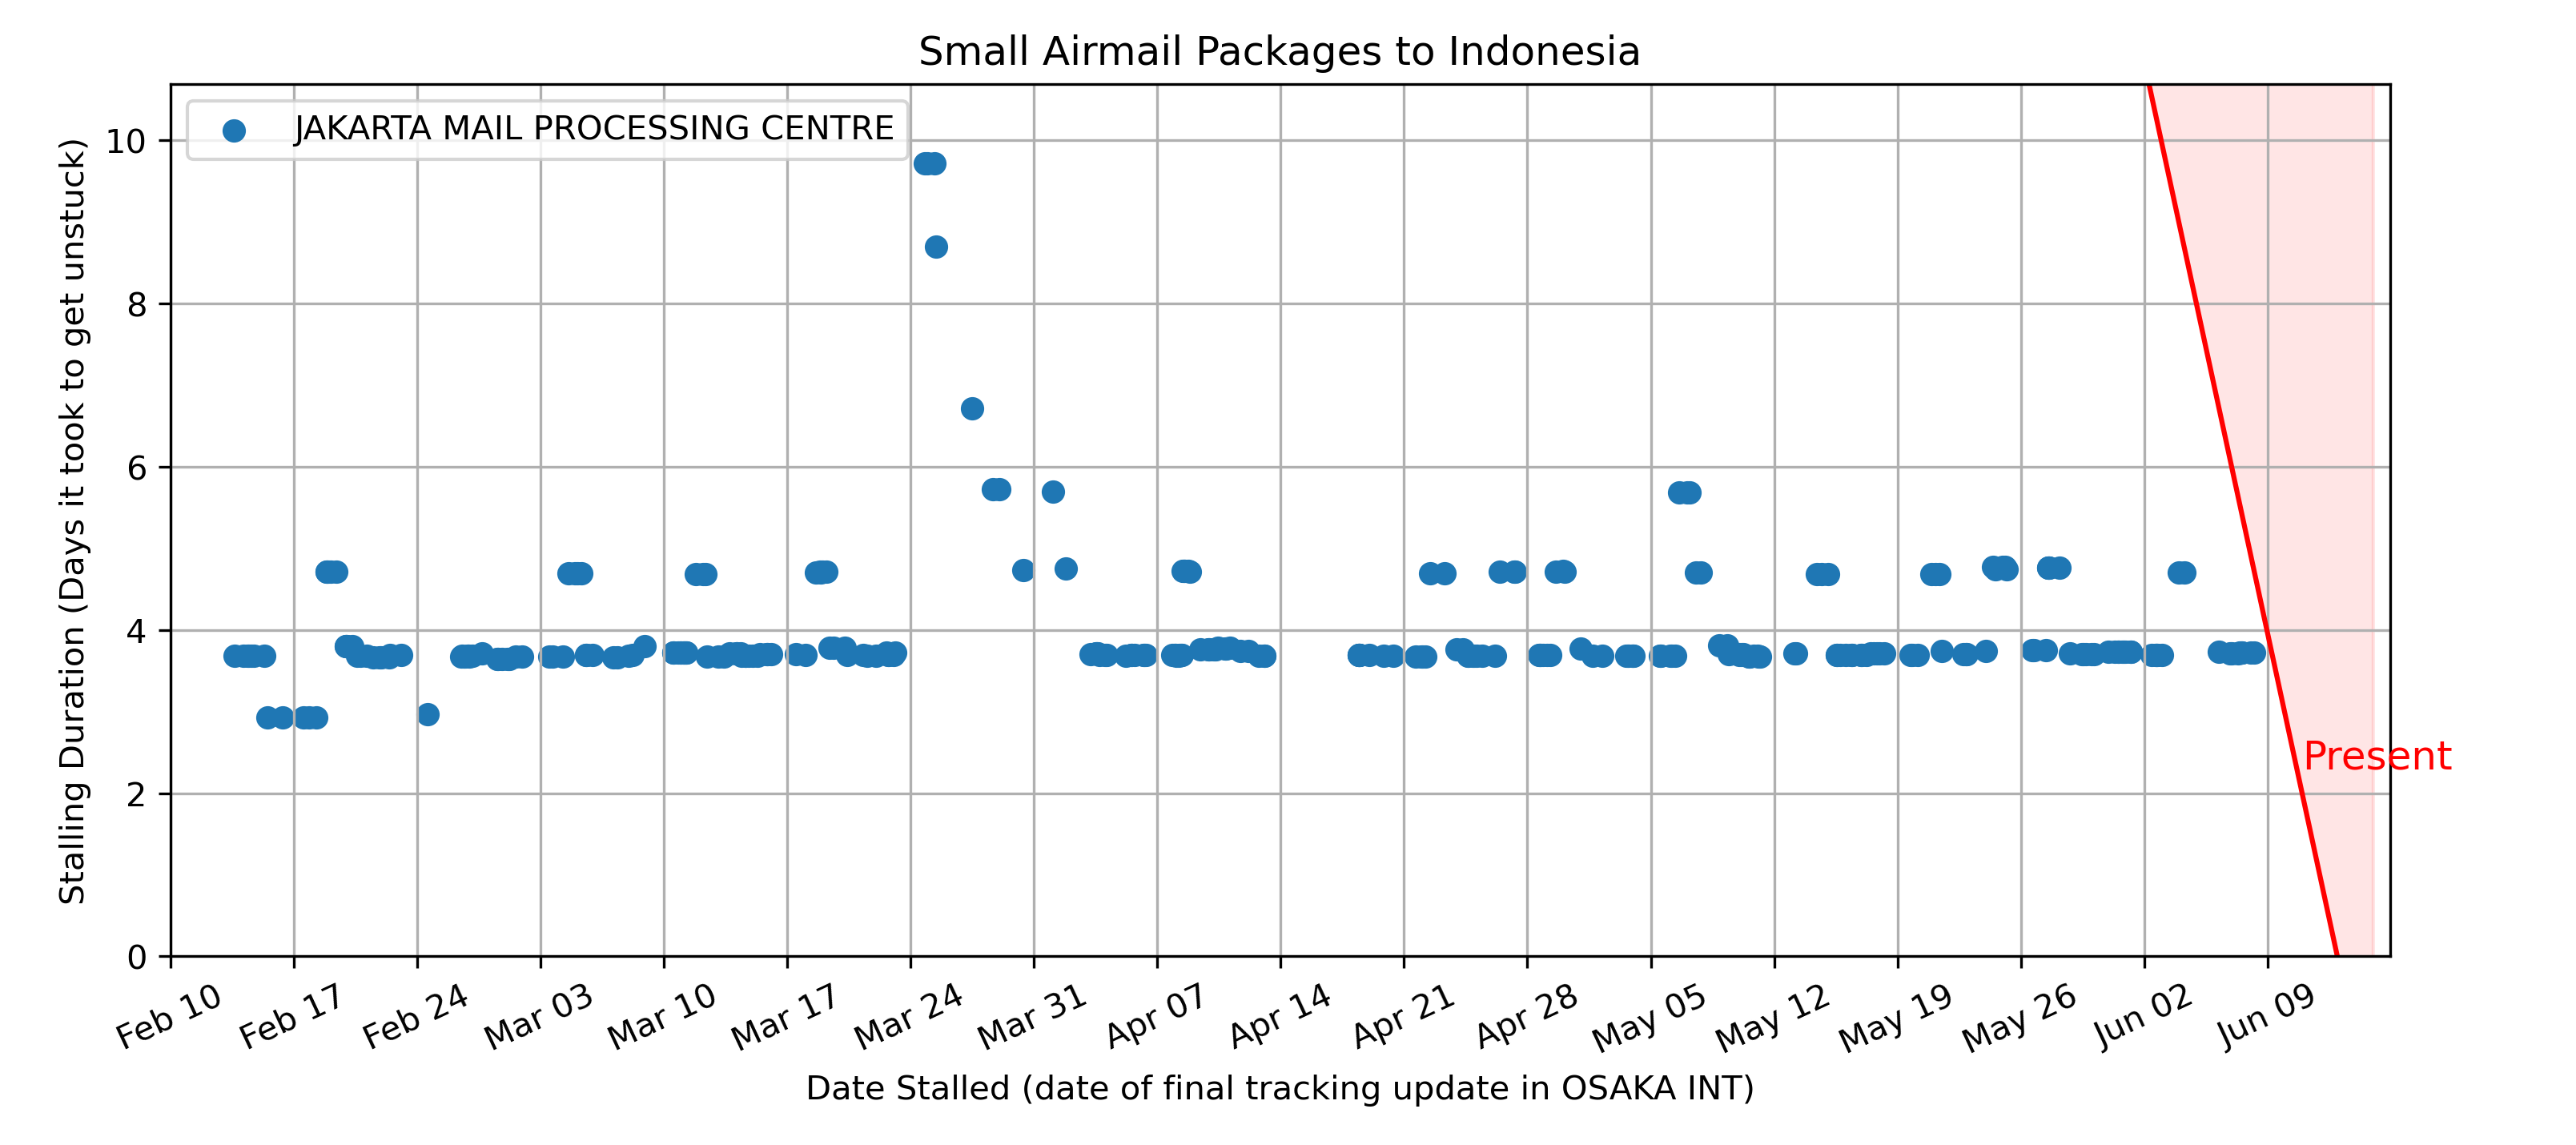 Small Airmail Packages to Indonesia
JAKARTA MAIL PROCESSING CENTRE
Stalling Duration (Days it took to get unstuck)
10
8
6
4
2
0
Present
Feb 10
Feb 17
Feb 24
Mar 03
Mar 10
Mar 17
Mar 24
Mar 31
Apr 07
Apr 14
Apr 21
Apr 28
May 05
May 12
May 19
May 26
Jun 02
Jun 09
Date Stalled (date of final tracking update in OSAKA INT)